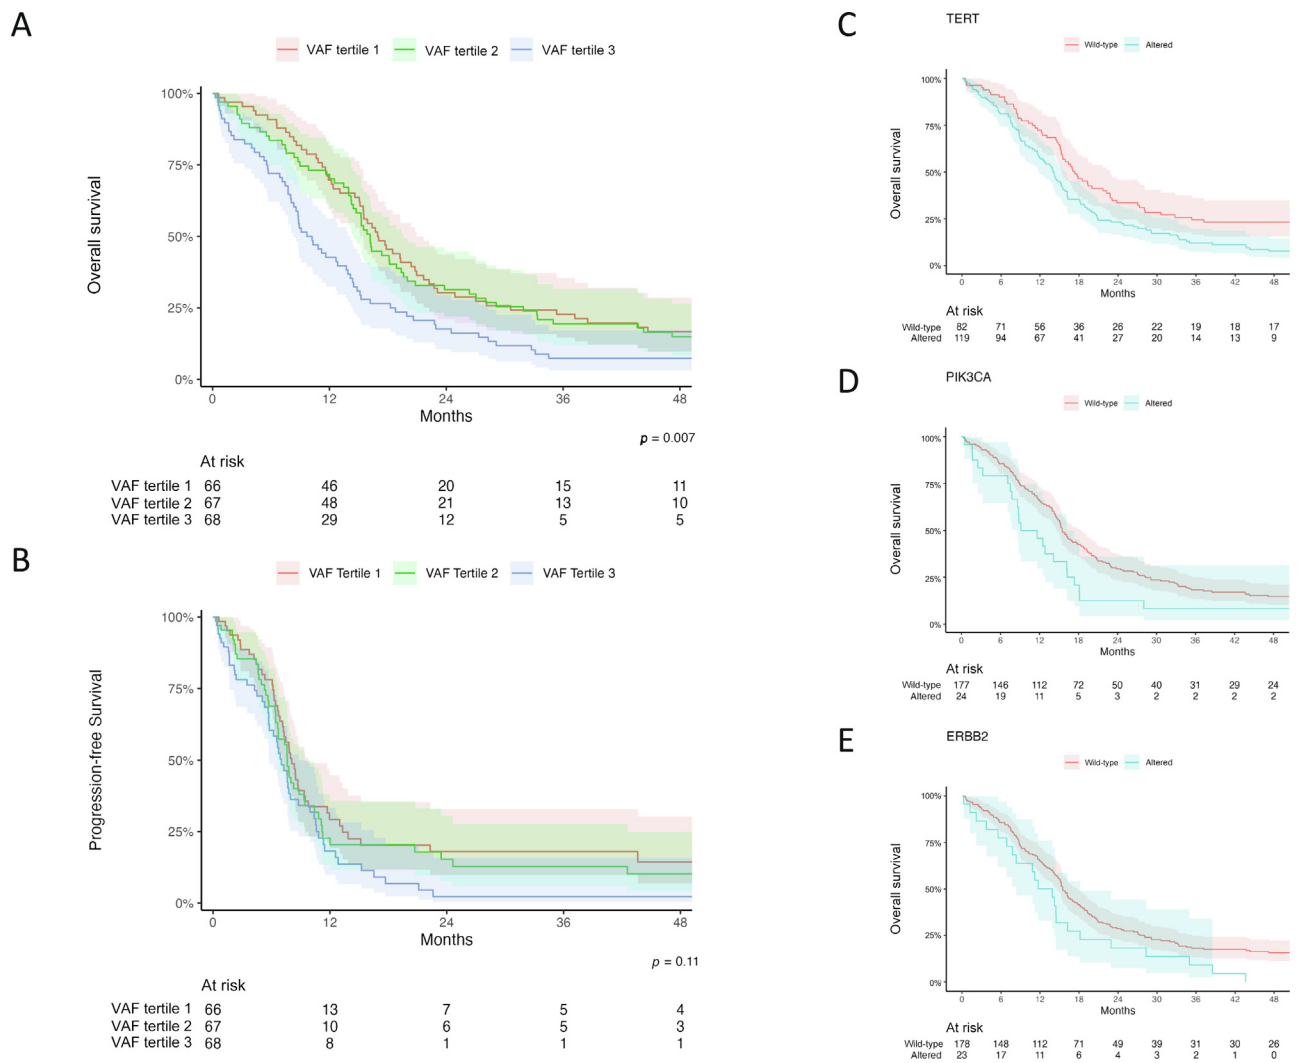 A
VAF tertile 1 VAF tertile 2 VAF tertile 3
Overall survival
100%
75%
50%
25%
0%
0 12 24 36 48
Months
p = 0.007
At risk
VAF tertile 1 66 46 20 15 11
VAF tertile 2 67 48 21 13 10
VAF tertile 3 68 29 12 5 5
B
VAF Tertile 1 VAF Tertile 2 VAF Tertile 3
Progression-free Survival
100%
75%
50%
25%
0%
0 12 24 36 48
Months
p = 0.11
At risk
VAF tertile 1 66 13 7 5 4
VAF tertile 2 67 10 6 5 3
VAF tertile 3 68 8 1 1 1
C
TERT
Wild-type Altered
Overall survival
100%
75%
50%
25%
0%
0 6 12 18 24 30 36 42 48
Months
At risk
Wild-type 82 71 56 36 26 22 19 18 17
Altered 119 94 67 41 27 20 14 13 9
D
PIK3CA
Wild-type Altered
Overall survival
100%
75%
50%
25%
0%
0 6 12 18 24 30 36 42 48
Months
At risk
Wild-type 177 146 112 72 50 40 31 29 24
Altered 24 19 11 5 3 2 2 2 2
E
ERBB2
Wild-type Altered
Overall survival
100%
75%
50%
25%
0%
0 6 12 18 24 30 36 42 48
Months
At risk
Wild-type 178 148 112 71 49 39 31 30 26
Altered 23 17 11 6 4 3 2 1 0